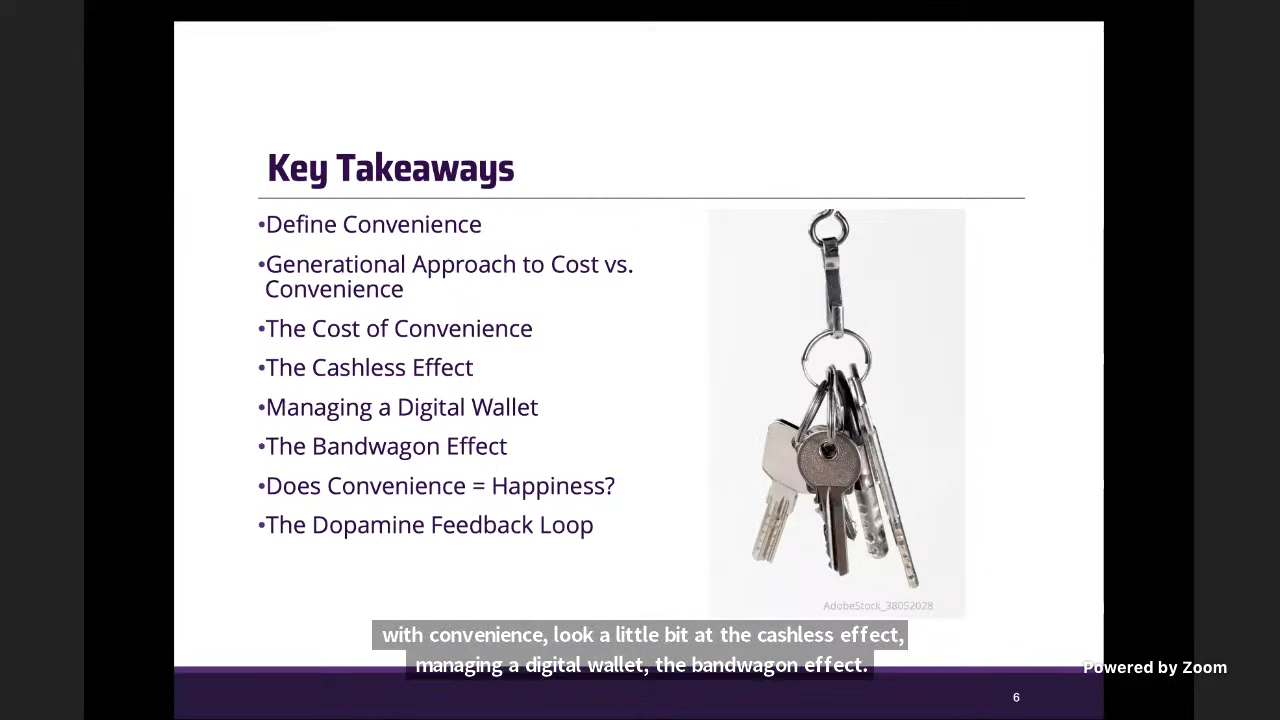 Key Takeaways
•Define Convenience
•Generational Approach to Cost vs.
Convenience
•The Cost of Convenience
•The Cashless Effect
•Managing a Digital Wallet
•The Bandwagon Effect
•Does Convenience = Happiness?
•The Dopamine Feedback Loop
AdobeStock_38052028
with convenience, look a little bit at the cashless effect,
managing a digital wallet, the bandwagon effect.
Powered by Zoom
6